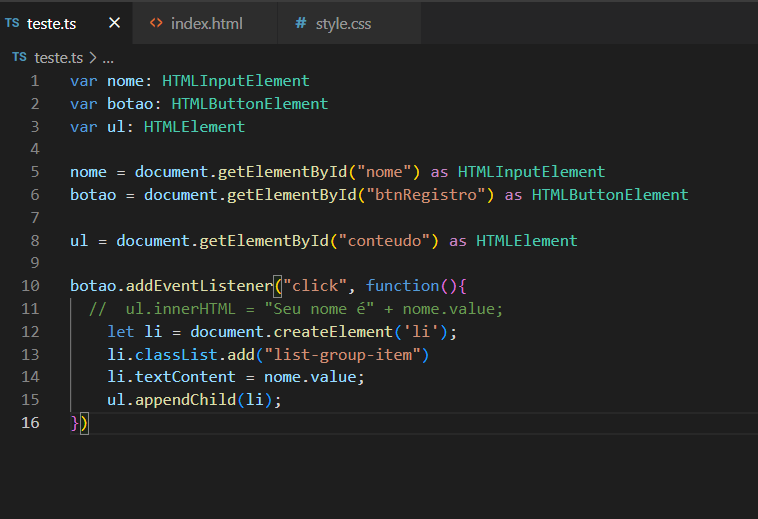 TS teste.ts × <> index.html # style.css
TS teste.ts > ...
1 var nome: HTMLInputElement
2 var botao: HTMLButtonElement
3 var ul: HTMLElement
4
5 nome = document.getElementById("nome") as HTMLInputElement
6 botao = document.getElementById("btnRegistro") as HTMLButtonElement
7
8 ul = document.getElementById("conteudo") as HTMLElement
9
10 botao.addEventListener("click", function(){
11 //  ul.innerHTML = "Seu nome é" + nome.value;
12 let li = document.createElement('li');
13 li.classList.add("list-group-item")
14 li.textContent = nome.value;
15 ul.appendChild(li);
16 })